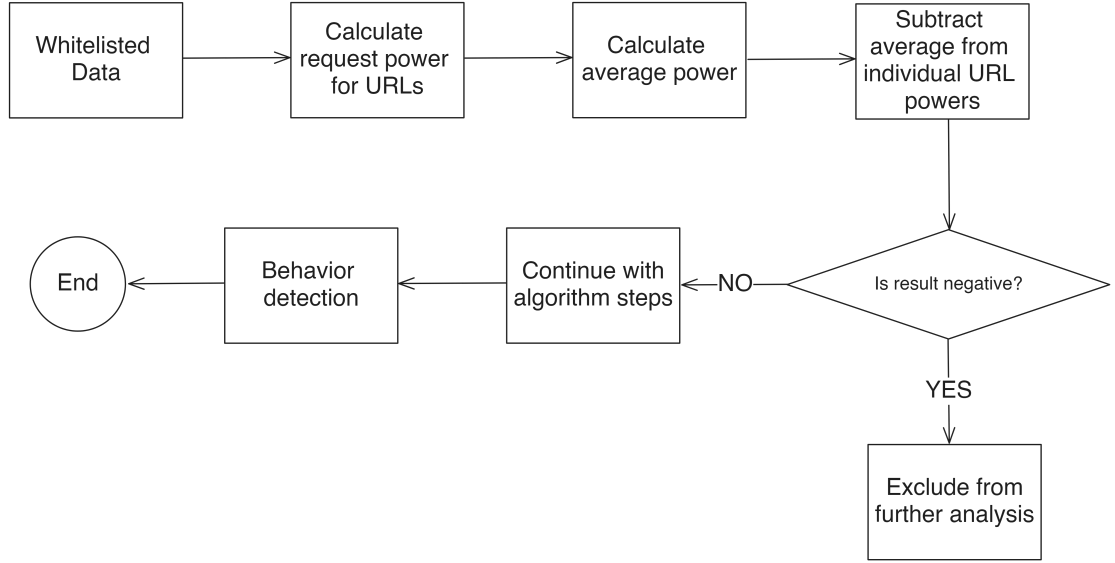 Whitelisted
Data
Calculate
request power
for URLs
Calculate
average power
Subtract
average from
individual URL
powers
Is result negative?
NO
Continue with
algorithm steps
Behavior
detection
End
YES
Exclude from
further analysis